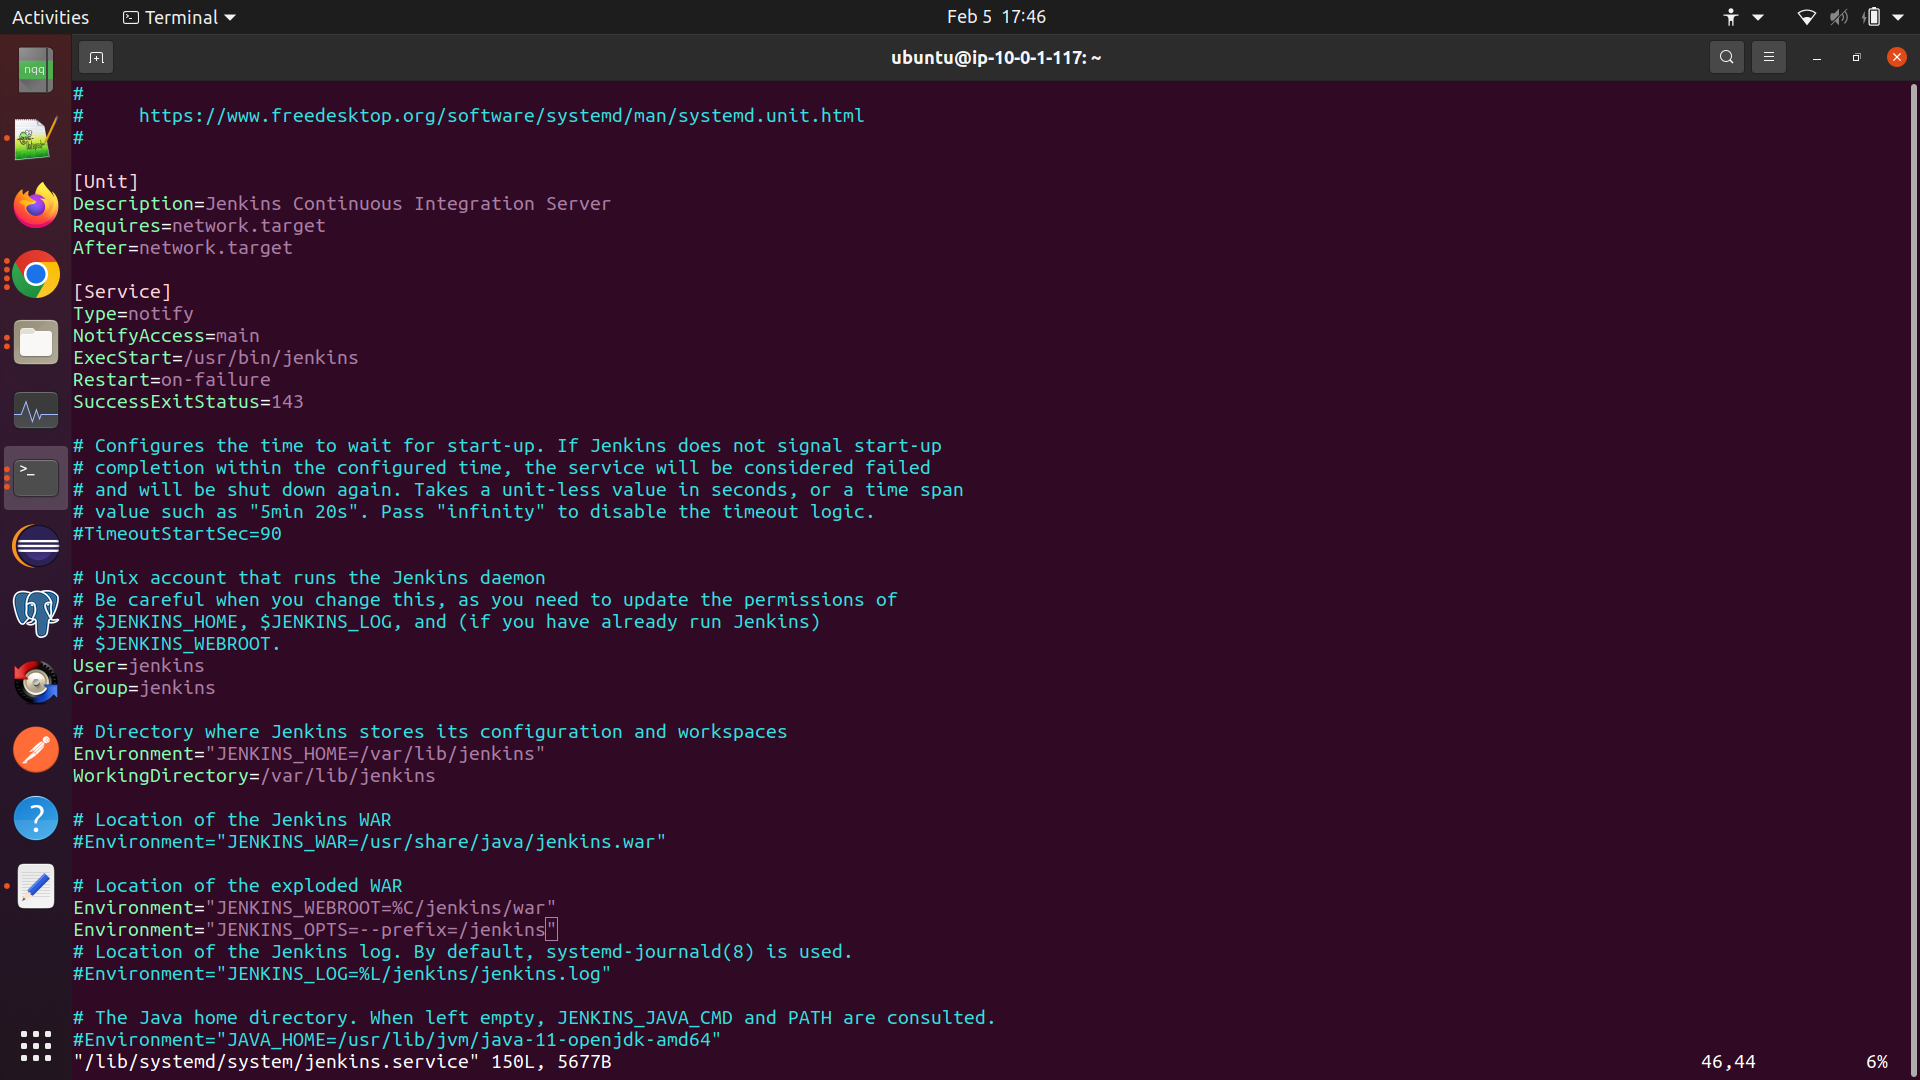 Activities
Terminal
Feb 5 17:46
ubuntu@ip-10-0-1-117: ~
nqq
#
#     https://www.freedesktop.org/software/systemd/man/systemd.unit.html
#
[Unit]
Description=Jenkins Continuous Integration Server
Requires=network.target
After=network.target
[Service]
Type=notify
NotifyAccess=main
ExecStart=/usr/bin/jenkins
Restart=on-failure
SuccessExitStatus=143
# Configures the time to wait for start-up. If Jenkins does not signal start-up
# completion within the configured time, the service will be considered failed
# and will be shut down again. Takes a unit-less value in seconds, or a time span
# value such as "5min 20s". Pass "infinity" to disable the timeout logic.
#TimeoutStartSec=90
# Unix account that runs the Jenkins daemon
# Be careful when you change this, as you need to update the permissions of
# $JENKINS_HOME, $JENKINS_LOG, and (if you have already run Jenkins)
# $JENKINS_WEBROOT.
User=jenkins
Group=jenkins
# Directory where Jenkins stores its configuration and workspaces
Environment="JENKINS_HOME=/var/lib/jenkins"
WorkingDirectory=/var/lib/jenkins
# Location of the Jenkins WAR
#Environment="JENKINS_WAR=/usr/share/java/jenkins.war"
# Location of the exploded WAR
Environment="JENKINS_WEBROOT=%C/jenkins/war"
Environment="JENKINS_OPTS=--prefix=/jenkins"
# Location of the Jenkins log. By default, systemd-journald(8) is used.
#Environment="JENKINS_LOG=%L/jenkins/jenkins.log"
# The Java home directory. When left empty, JENKINS_JAVA_CMD and PATH are consulted.
#Environment="JAVA_HOME=/usr/lib/jvm/java-11-openjdk-amd64"
"/lib/systemd/system/jenkins.service" 150L, 5677B
46,44
6%